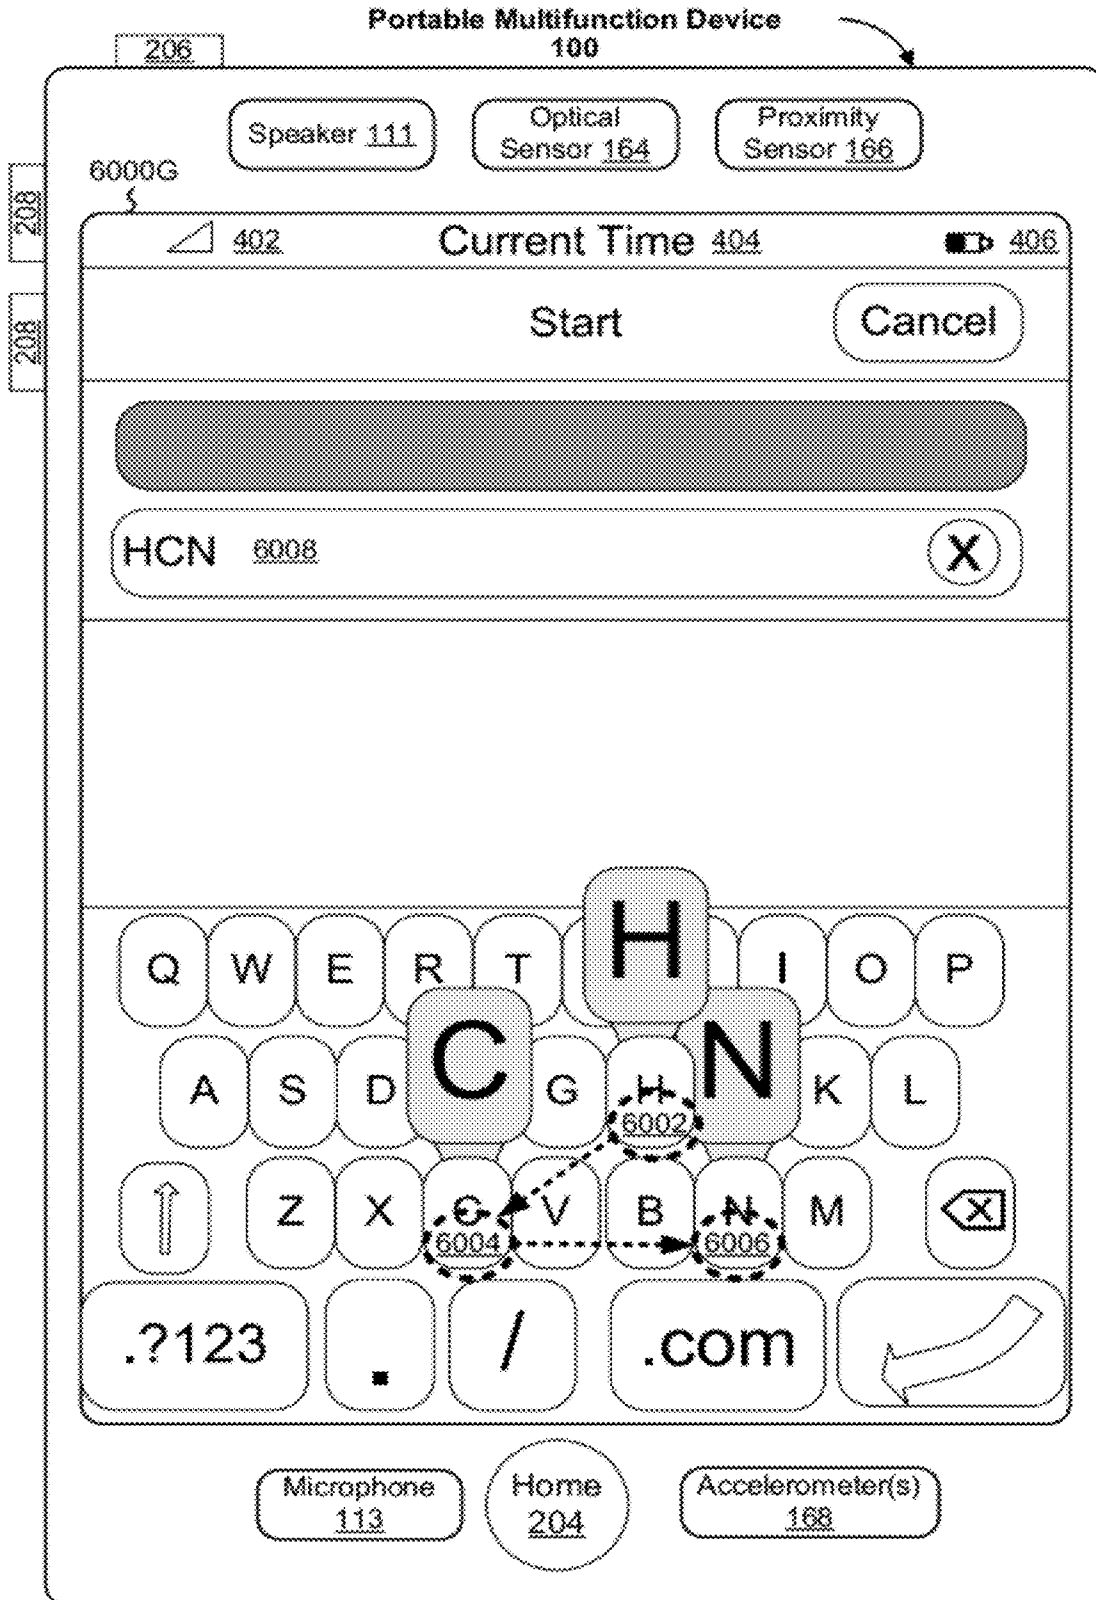 Portable Multifunction Device
100
206
Speaker 111
Optical
Sensor 164
Proximity
Sensor 166
6000G
208
208
402
Current Time 404
406
Start
Cancel
HCN 6008 X
H
Q W E R T I O P
C
N
A S D G H K L
6002
Z X C V B N M X
6004
6006
.?123 . / .com
Microphone
113
Home
204
Accelerometer(s)
168